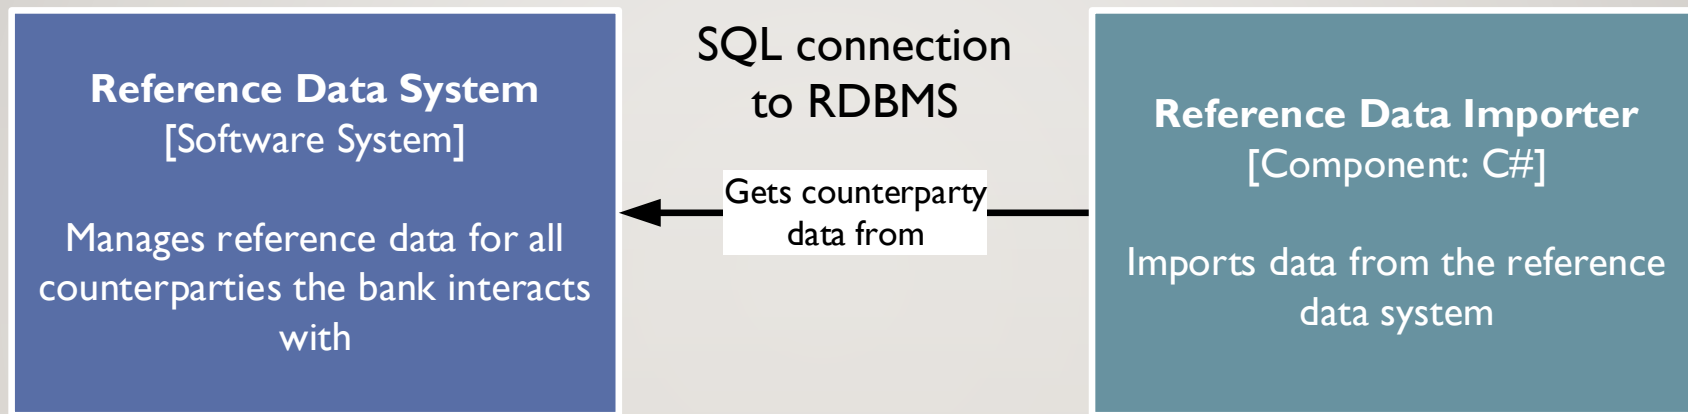 Reference Data System
[Software System]
Manages reference data for all
counterparties the bank interacts
with
SQL connection
to RDBMS
Gets counterparty
data from
Reference Data Importer
[Component: C#]
Imports data from the reference
data system